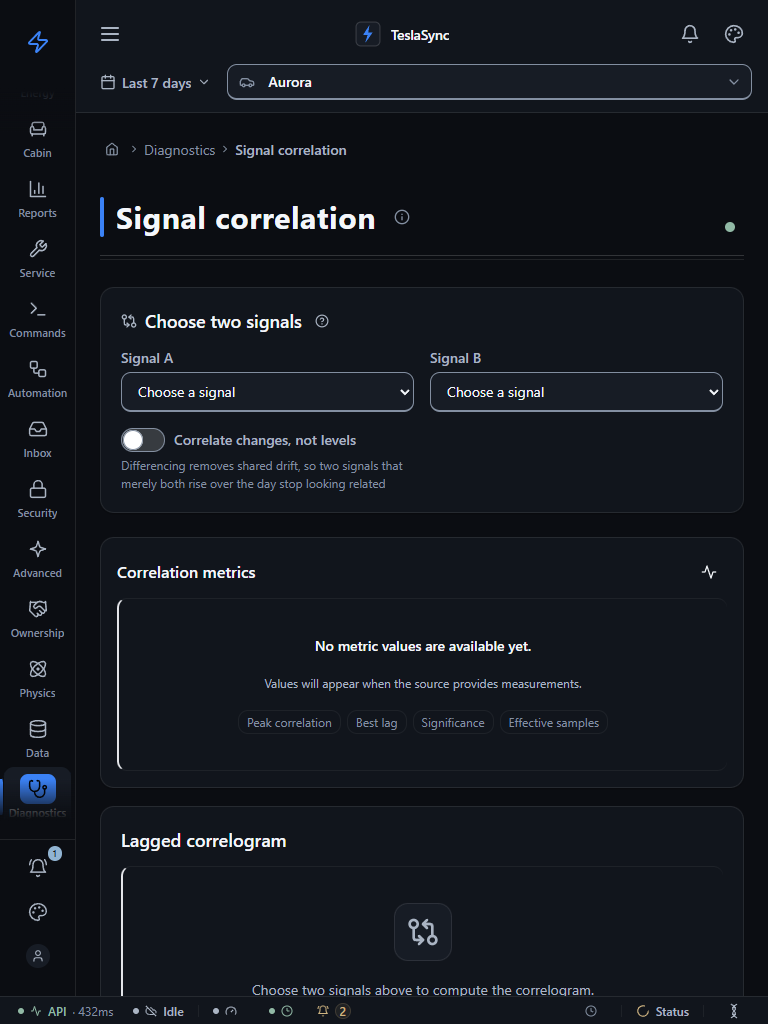 TeslaSync
Last 7 days
Aurora
Energy
Cabin
Reports
Service
Commands
Automation
Inbox
Security
Advanced
Ownership
Physics
Data
Diagnostics
1
Diagnostics
Signal correlation
Signal correlation
Choose two signals
Signal A
Signal B
Choose a signal
Choose a signal
Correlate changes, not levels
Differencing removes shared drift, so two signals that
merely both rise over the day stop looking related
Correlation metrics
No metric values are available yet.
Values will appear when the source provides measurements.
Peak correlation
Best lag
Significance
Effective samples
Lagged correlogram
Choose two signals above to compute the correlogram.
API · 432ms
Idle
2
Status